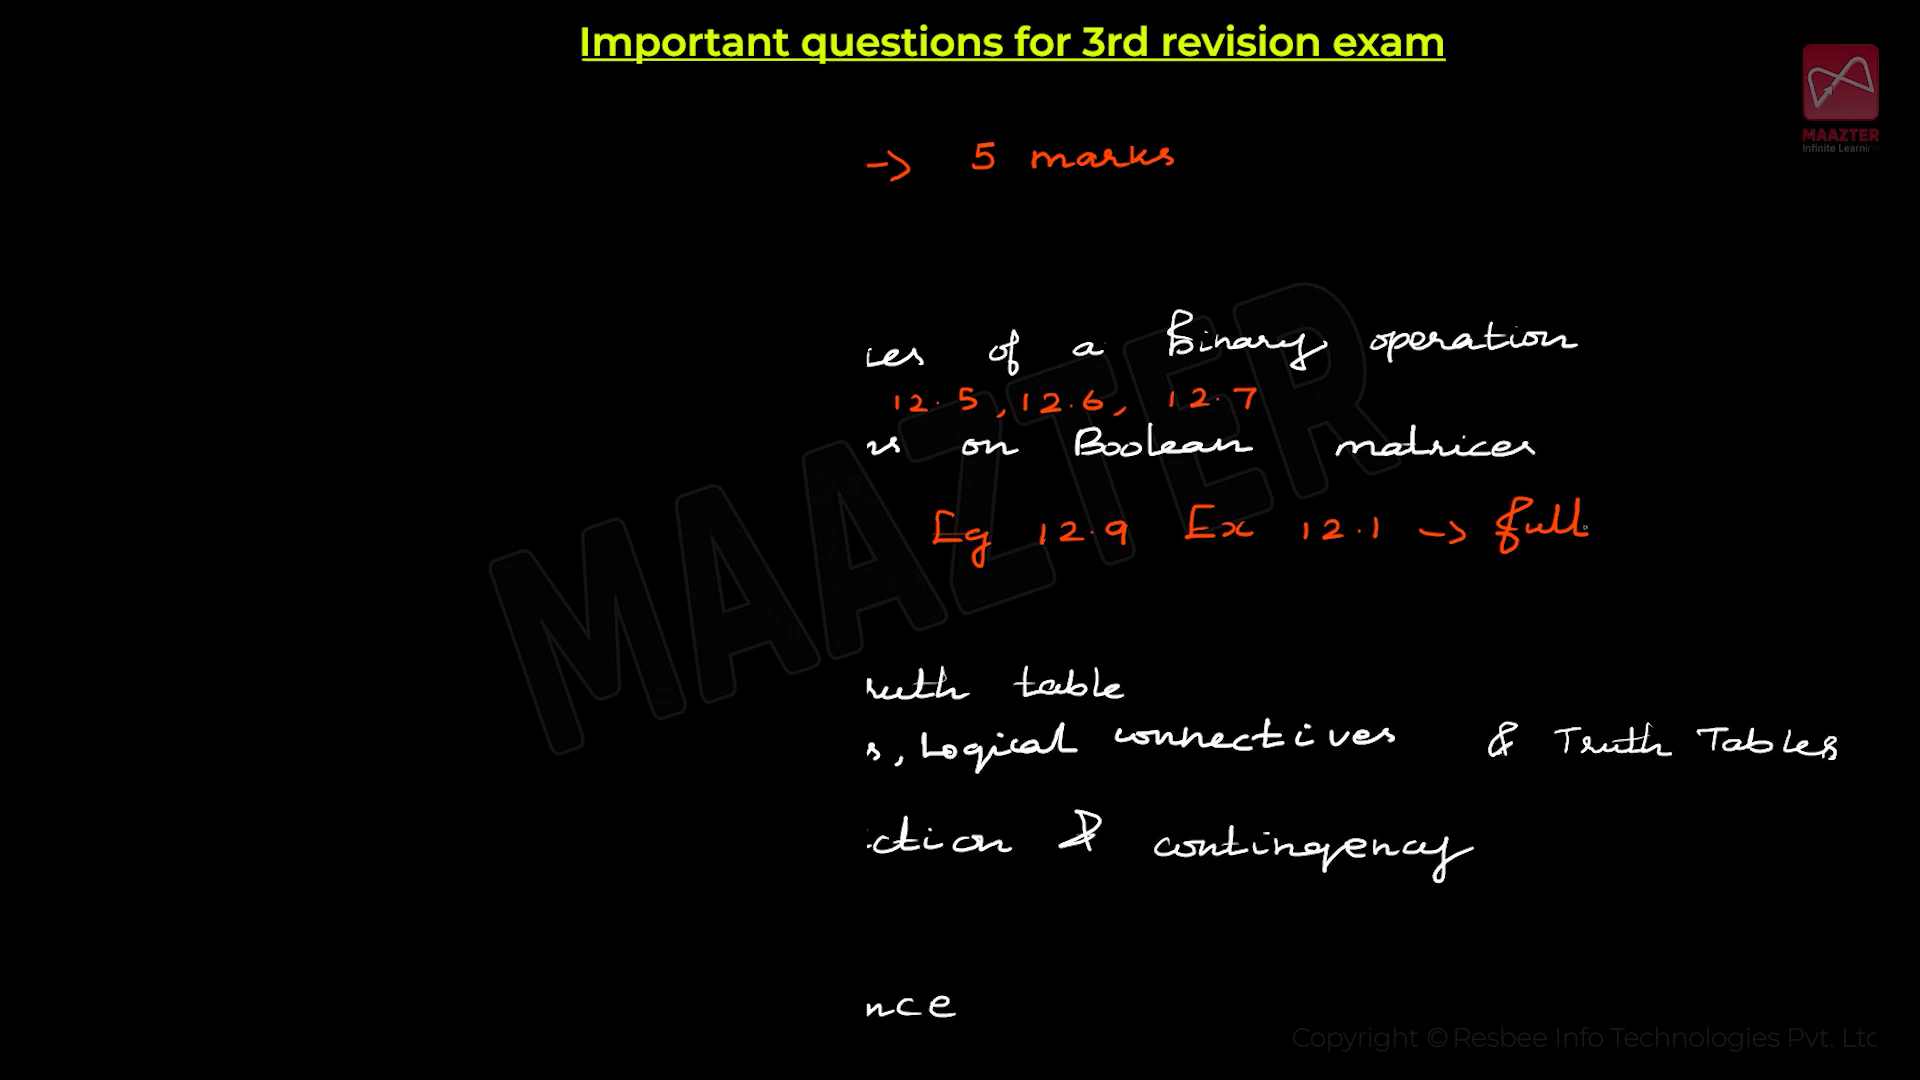 Important questions for 3rd revision exam
MAAZTER
Infinite Learni
-> 5 marks
ies of a Binary operation
12.5, 12.6, 12.7
ns on Boolean matrices
Eg 12.9 Ex 12.1 -> full
ruth table
s, Logical connectives & Truth Tables
ction & contingency
nce
MAAZTER
Copyright © Resbee Info Technologies Pvt. Ltc